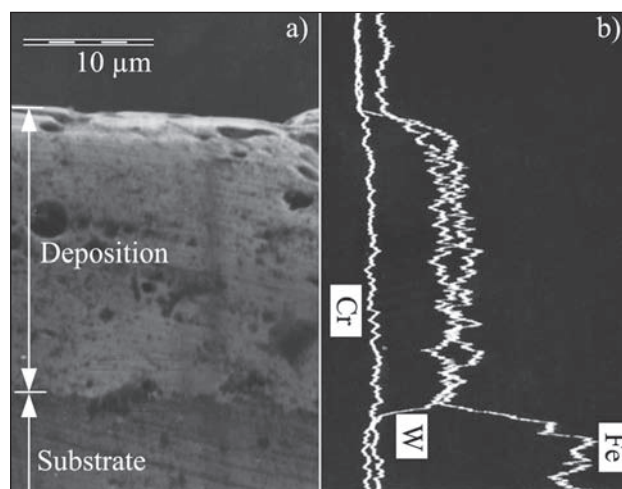 a)
10 µm
Deposition
Substrate
b)
Cr
W
Fe